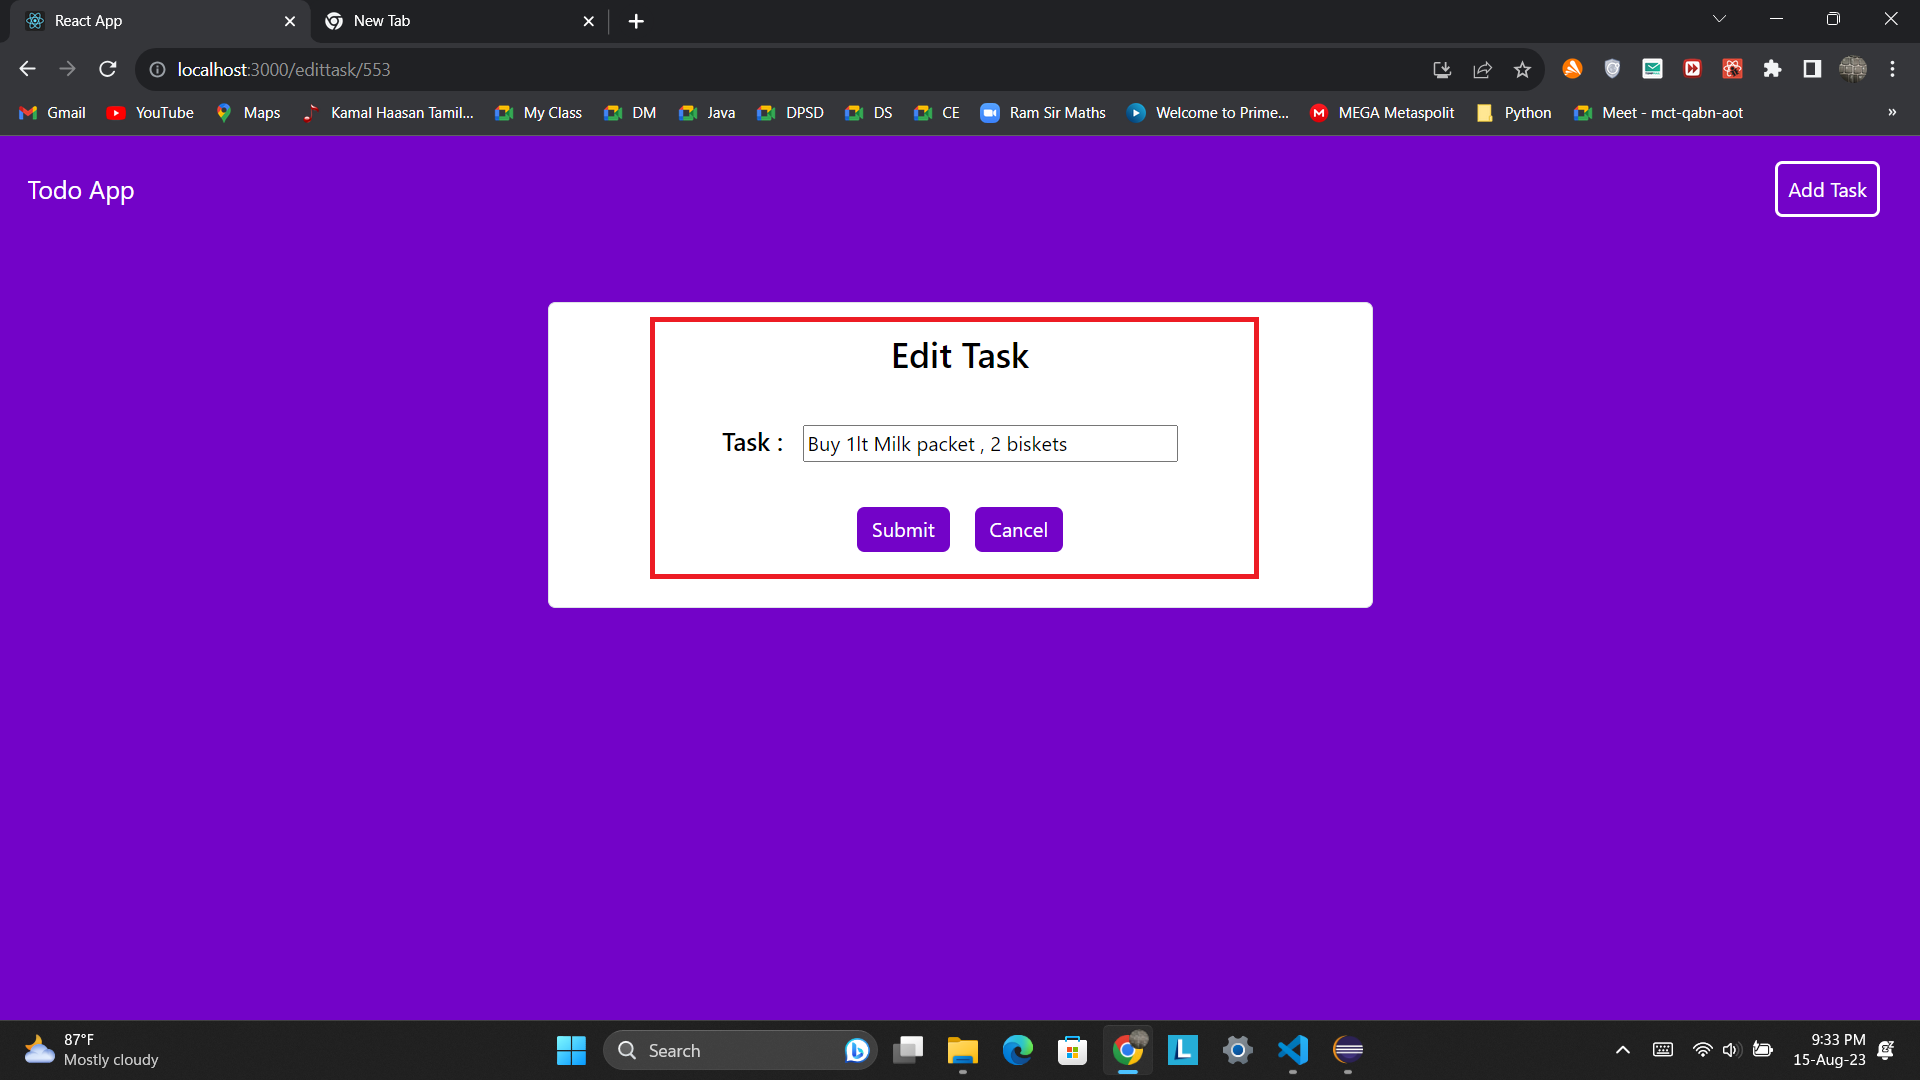 React App
New Tab
localhost:3000/edittask/553
Gmail YouTube Maps Kamal Haasan Tamil... My Class DM Java DPSD DS CE Ram Sir Maths Welcome to Prime... MEGA Metaspolit Python Meet - mct-qabn-aot »
Todo App
Add Task
Edit Task
Task : Buy 1lt Milk packet , 2 biskets
Submit Cancel
87°F
Mostly cloudy
Search
9:33 PM
15-Aug-23